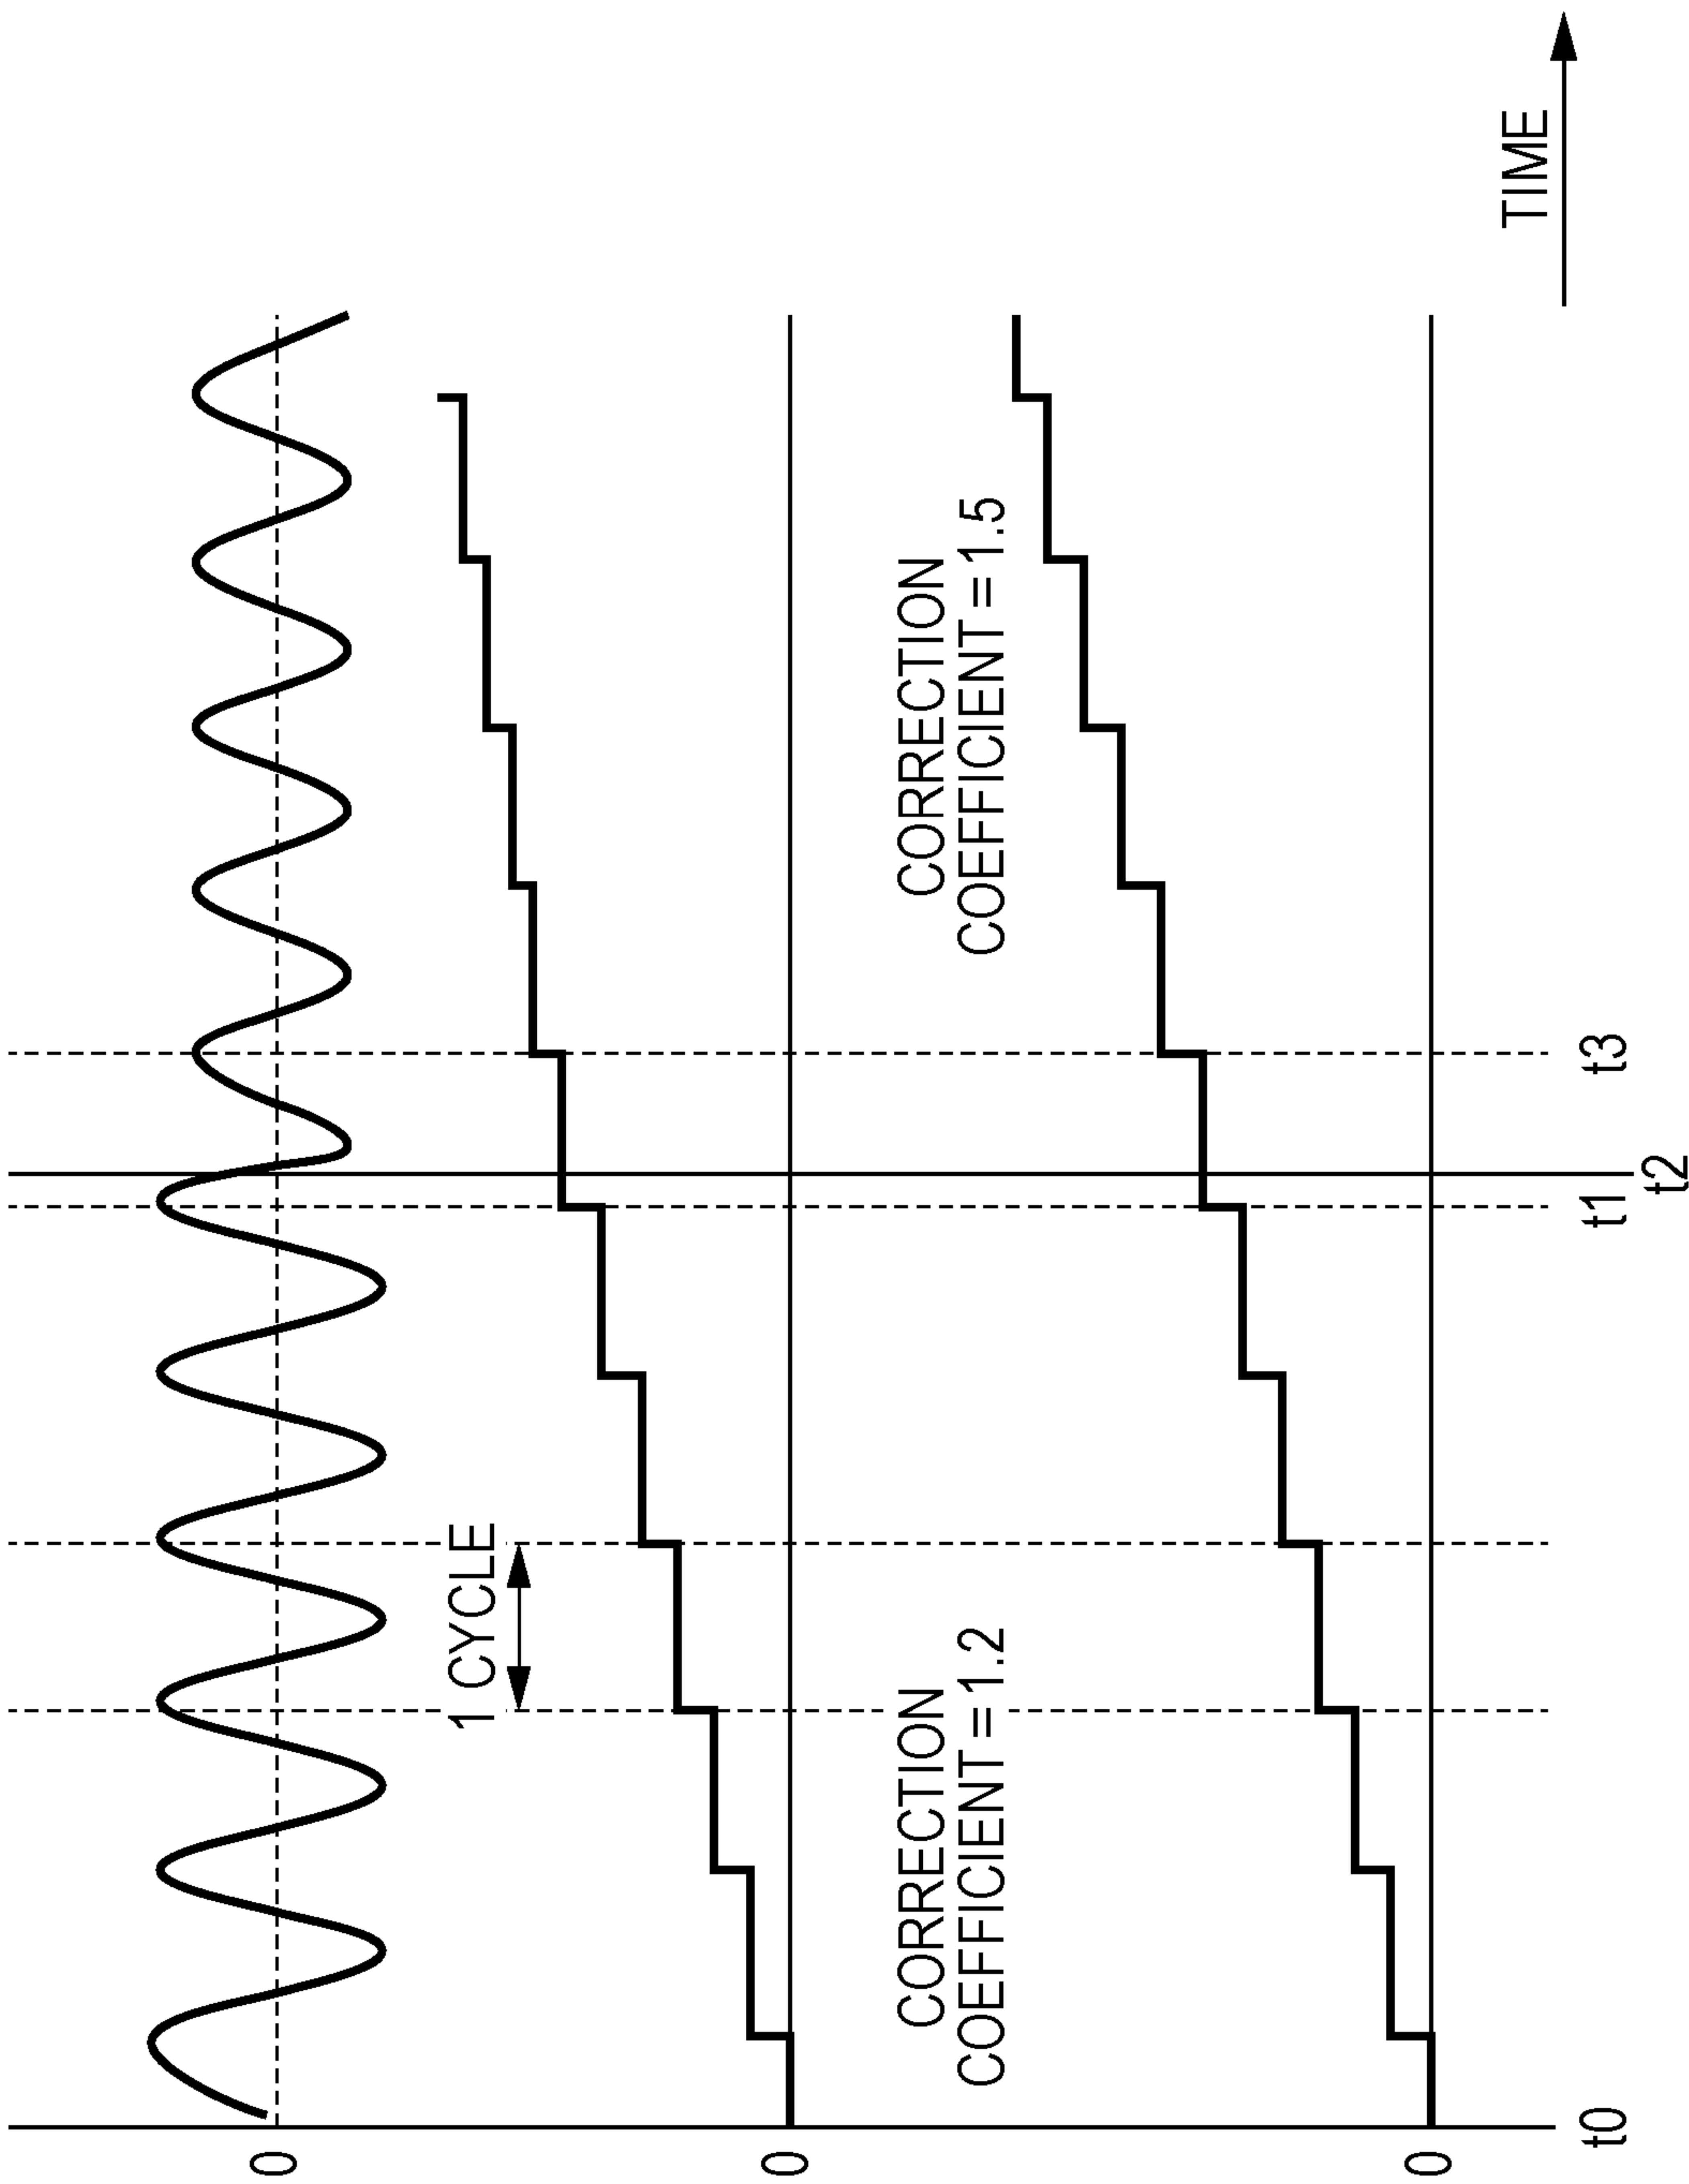 0
1 CYCLE
0
CORRECTION
COEFFICIENT = 1.2
CORRECTION
COEFFICIENT = 1.5
0
TIME
t0
t1
t2
t3